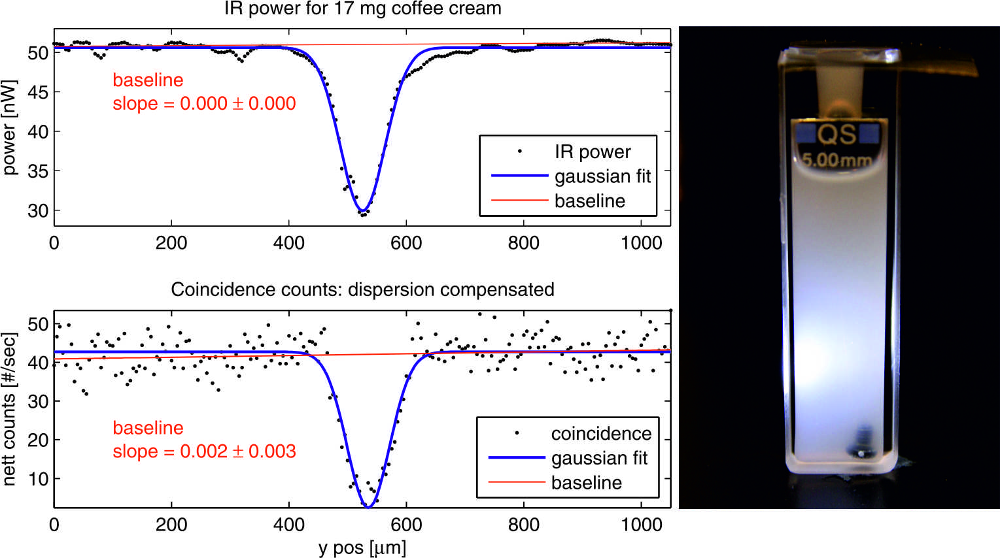 IR power for 17 mg coffee cream
50
45
40
35
30
power [nW]
baseline
slope = 0.000 ± 0.000
IR power
gaussian fit
baseline
0 200 400 600 800 1000
Coincidence counts: dispersion compensated
50
40
30
20
10
nett counts [#/sec]
baseline
slope = 0.002 ± 0.003
coincidence
gaussian fit
baseline
0 200 400 600 800 1000
y pos [μm]
QS
5.00mm